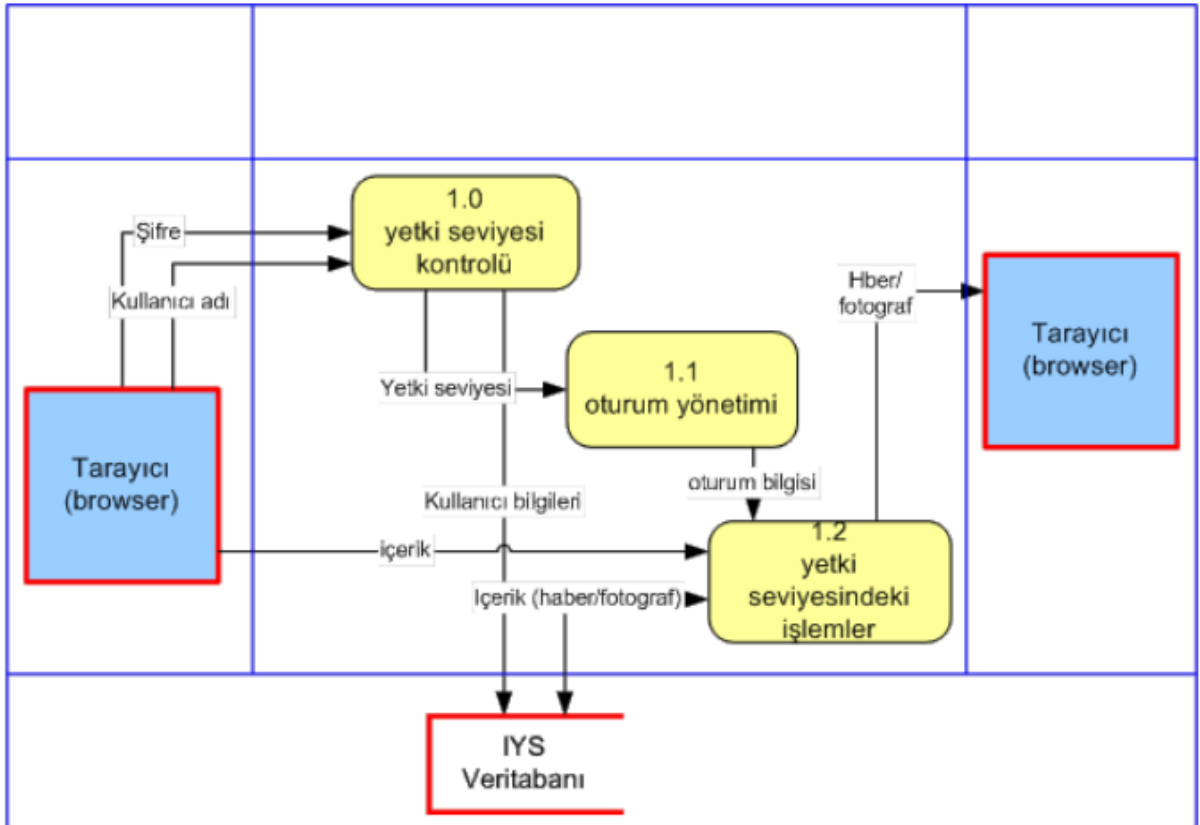 1.0
yetki seviyesi
kontrolü
Şifre
Kullanıcı adı
Hber/
fotograf
Tarayıcı
(browser)
1.1
oturum yönetimi
Yetki seviyesi
Tarayıcı
(browser)
oturum bilgisi
Kullanıcı bilgileri
1.2
yetki
seviyesindeki
işlemler
içerik
Içerik (haber/fotograf)
IYS
Veritabanı